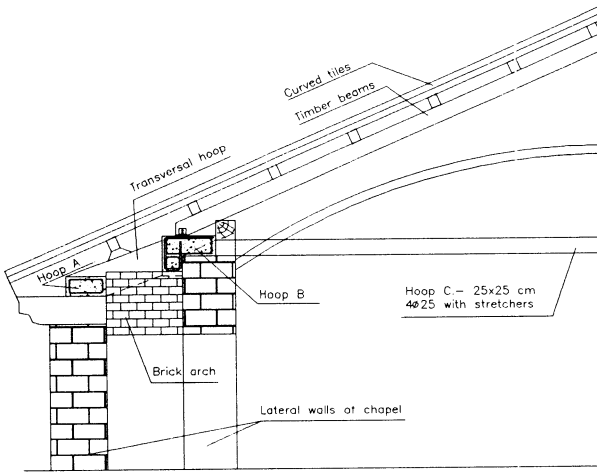 Curved tiles
Timber beams
Transversal hoop
Hoop A
Hoop B
Hoop C.- 25x25 cm
4ø25 with stretchers
Brick arch
Lateral walls of chapel